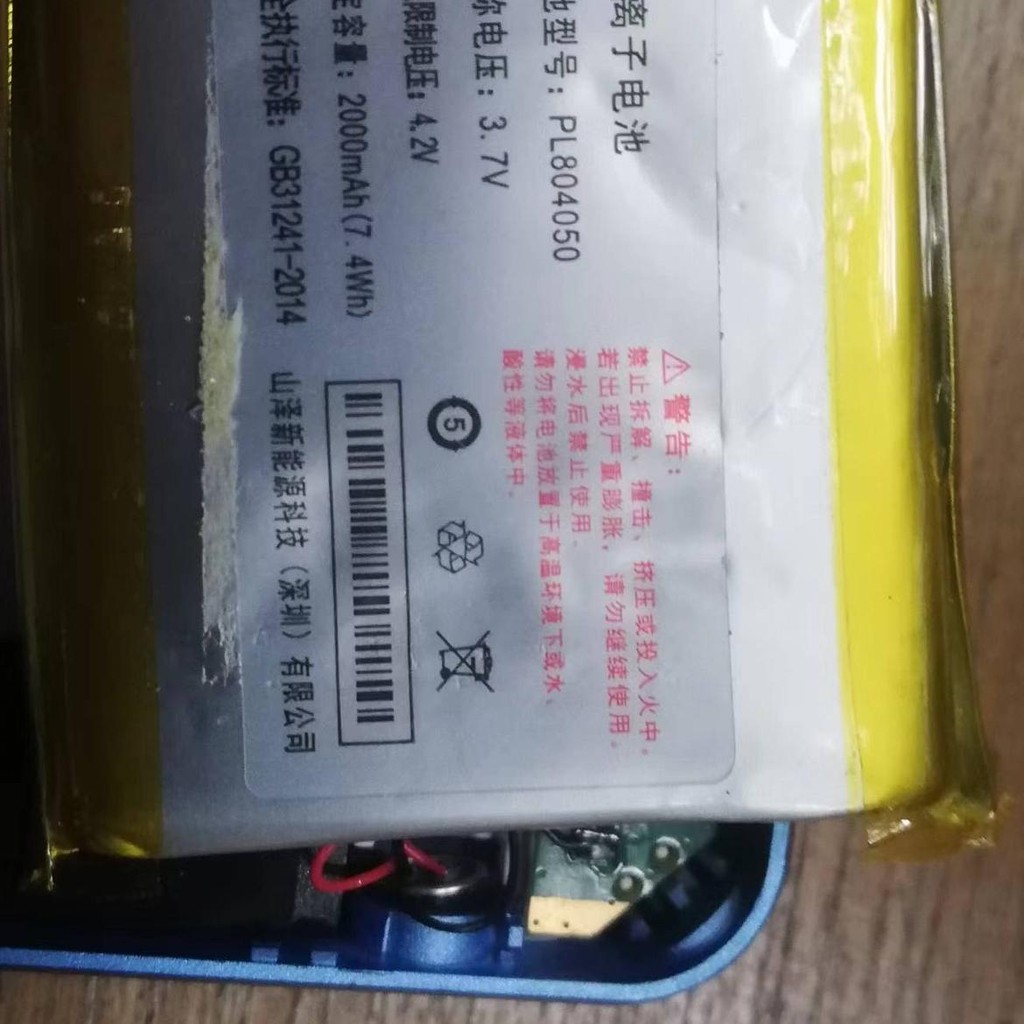 离子电池
池型号：PL804050
称电压：3.7V
限制电压：4.2V
定容量：2000mAh(7.4Wh)
全执行标准：GB31241-2014
山泽新能源科技（深圳）有限公司
警告：
禁止拆解、撞击、挤压或投入火中。
若出现严重膨胀，请勿继续使用。
浸水后禁止使用。
请勿将电池放置于高温环境下或水、
酸性等液体中。
5